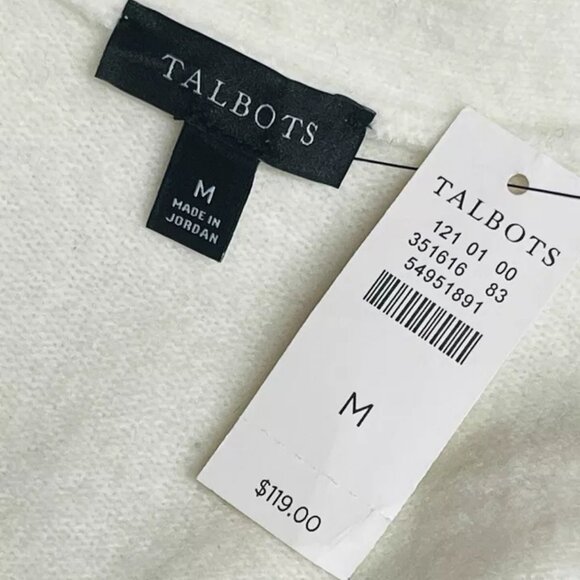 TALBOTS
M
MADE IN
JORDAN
TALBOTS
121 01 00
351616 83
54951891
M
$119.00